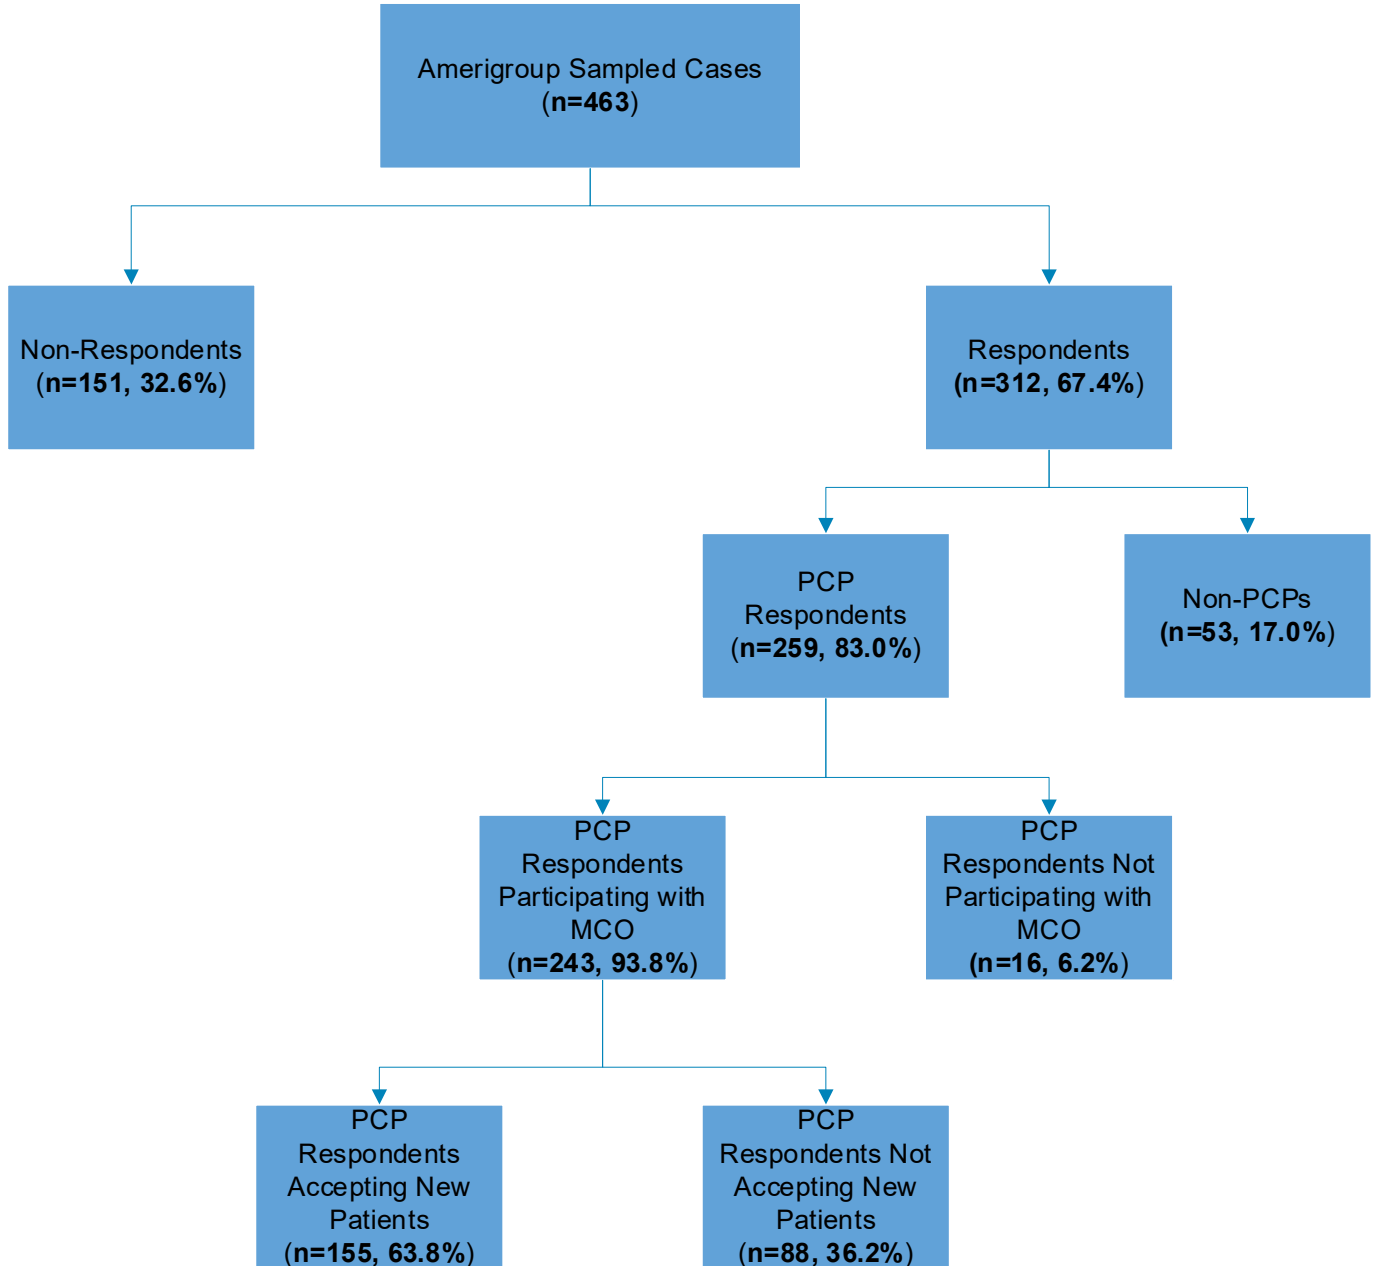 Amerigroup Sampled Cases
(n=463)
Non-Respondents
(n=151, 32.6%)
Respondents
(n=312, 67.4%)
PCP
Respondents
(n=259, 83.0%)
Non-PCPs
(n=53, 17.0%)
PCP
Respondents
Participating with
MCO
(n=243, 93.8%)
PCP
Respondents Not
Participating with
MCO
(n=16, 6.2%)
PCP
Respondents
Accepting New
Patients
(n=155, 63.8%)
PCP
Respondents Not
Accepting New
Patients
(n=88, 36.2%)